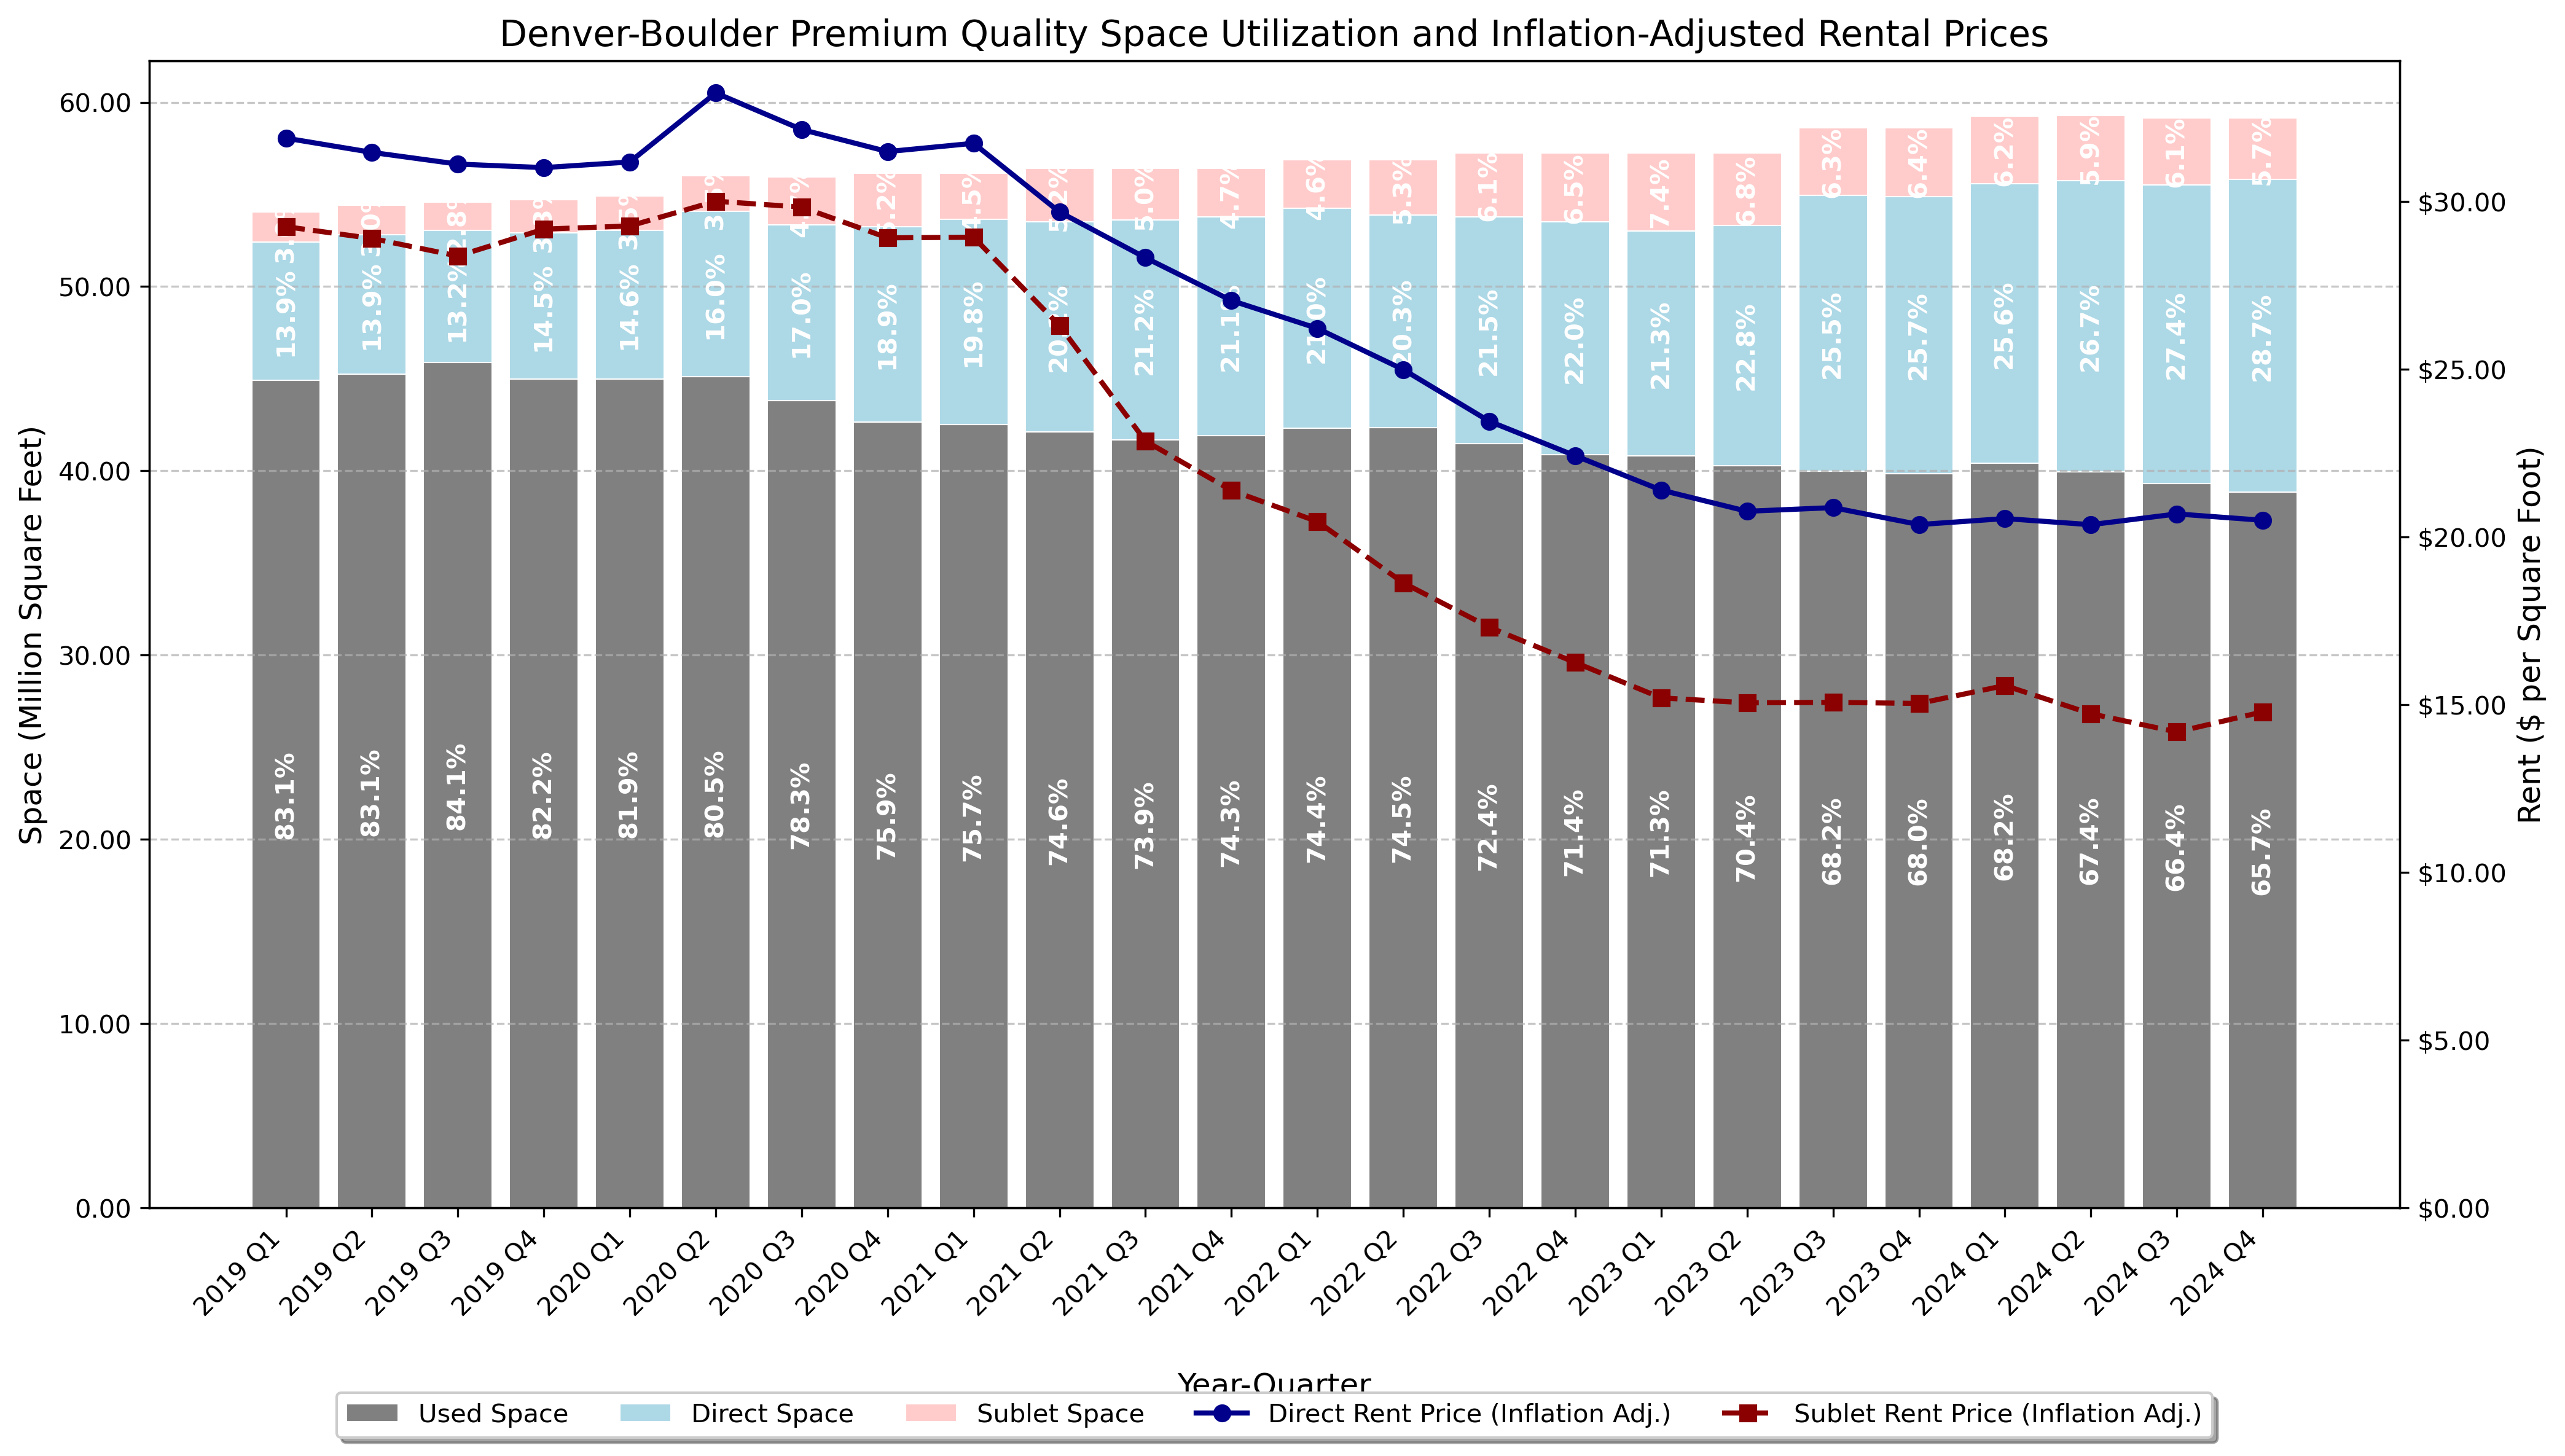 Denver-Boulder Premium Quality Space Utilization and Inflation-Adjusted Rental Prices
Space (Million Square Feet)
60.00
50.00
40.00
30.00
20.00
10.00
0.00
Rent ($ per Square Foot)
$30.00
$25.00
$20.00
$15.00
$10.00
$5.00
$0.00
3.0%
2.8%
5.2%
5.0%
4.7%
4.6%
5.3%
6.1%
6.5%
7.4%
6.8%
6.3%
6.4%
6.2%
5.9%
6.1%
5.7%
13.9%
13.9%
13.2%
14.5%
14.6%
16.0%
17.0%
18.9%
19.8%
21.2%
21.1%
20.3%
21.5%
22.0%
21.3%
22.8%
25.5%
25.7%
25.6%
26.7%
27.4%
28.7%
83.1%
83.1%
84.1%
82.2%
81.9%
80.5%
78.3%
75.9%
75.7%
74.6%
73.9%
74.3%
74.4%
74.5%
72.4%
71.4%
71.3%
70.4%
68.2%
68.0%
68.2%
67.4%
66.4%
65.7%
2019 Q1
2019 Q2
2019 Q3
2019 Q4
2020 Q1
2020 Q2
2020 Q3
2020 Q4
2021 Q1
2021 Q2
2021 Q3
2021 Q4
2022 Q1
2022 Q2
2022 Q3
2022 Q4
2023 Q1
2023 Q2
2023 Q3
2023 Q4
2024 Q1
2024 Q2
2024 Q3
2024 Q4
Year-Quarter
Used Space Direct Space Sublet Space Direct Rent Price (Inflation Adj.) Sublet Rent Price (Inflation Adj.)